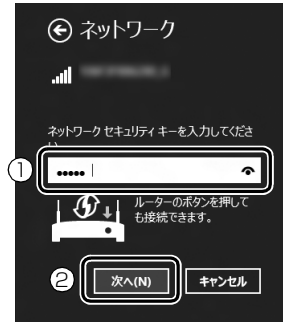 ネットワーク
ネットワーク セキュリティ キーを入力してくださ
い
①
•••••
ルーターのボタンを押して
も接続できます。
②
次へ(N)
キャンセル